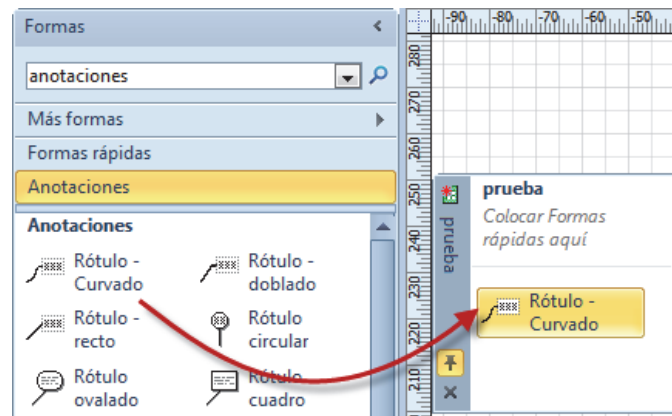 Formas
anotaciones
Más formas
Formas rápidas
Anotaciones
Anotaciones
Rótulo -
Curvado
Rótulo -
doblado
Rótulo -
recto
Rótulo
circular
Rótulo
ovalado
Rótulo
cuadro
-90 -80 -70 -60 -50
280
270
260
250
240
230
220
210
prueba
prueba
Colocar Formas
rápidas aquí
Rótulo -
Curvado